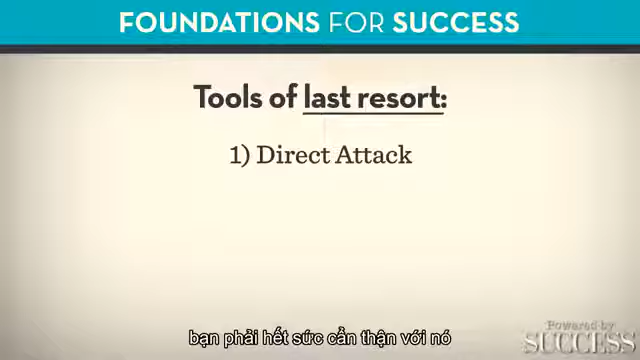 FOUNDATIONS FOR SUCCESS
Tools of last resort:
1) Direct Attack
bạn phải hết sức cẩn thận với nó
Powered by
SUCCESS